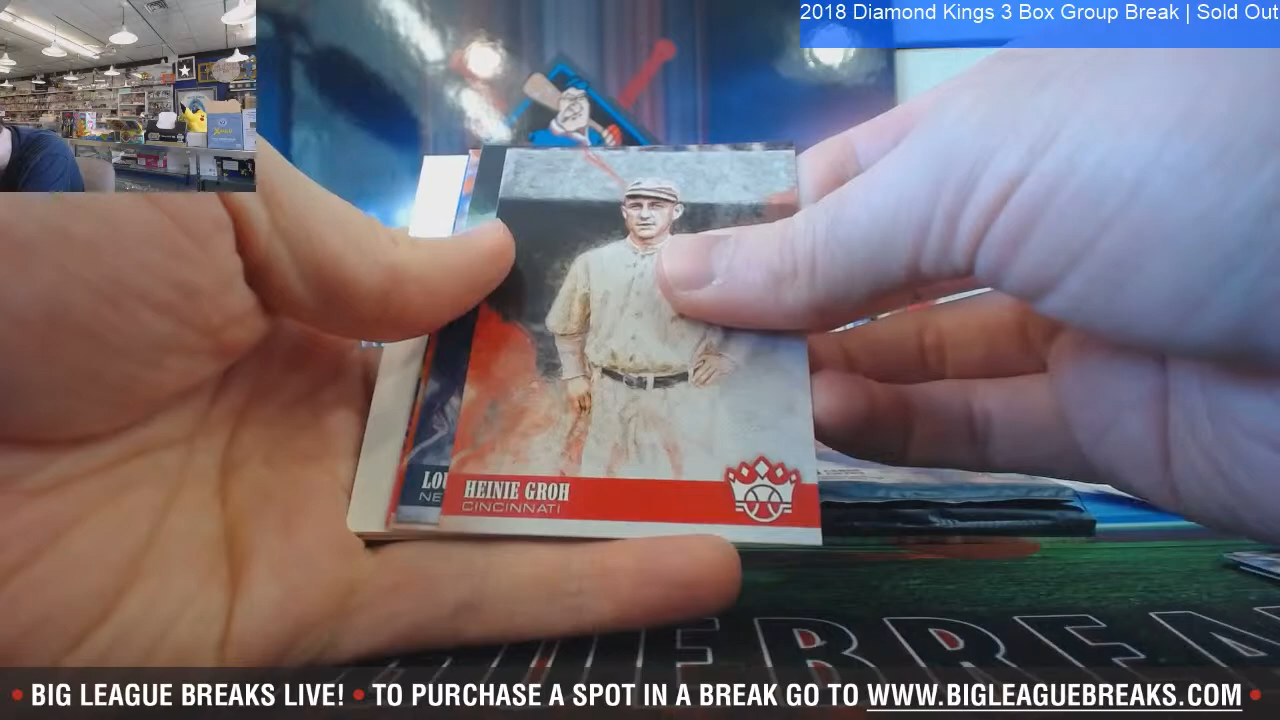 2018 Diamond Kings 3 Box Group Break | Sold Out
LOU
NE
HEINIE GROH
CINCINNATI
• BIG LEAGUE BREAKS LIVE! • TO PURCHASE A SPOT IN A BREAK GO TO WWW.BIGLEAGUEBREAKS.COM •